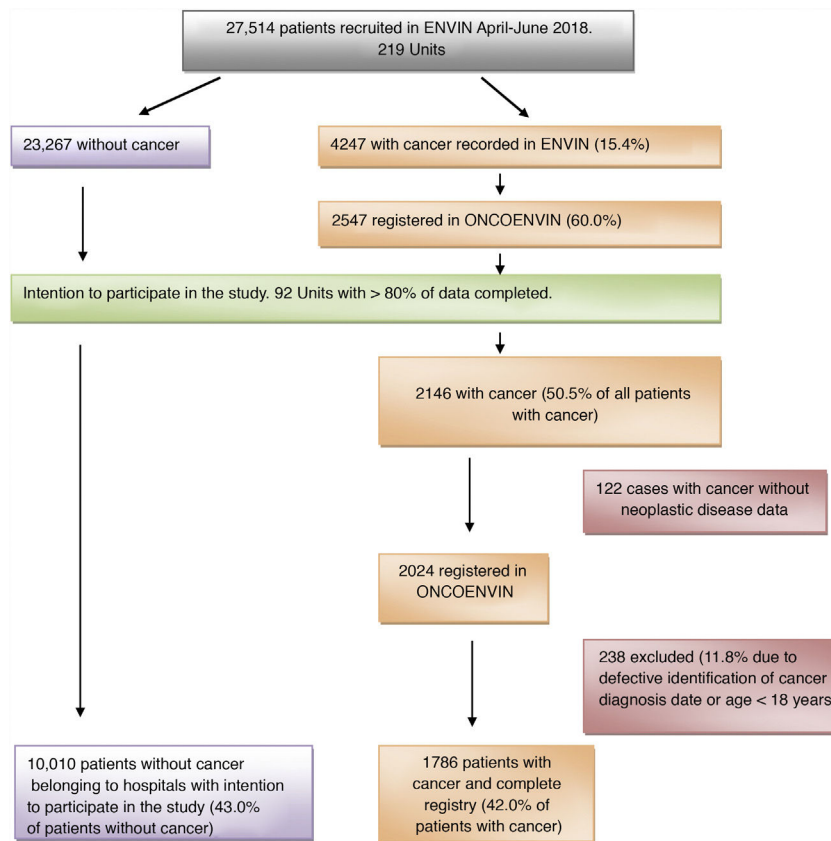 27,514 patients recruited in ENVIN April-June 2018.
219 Units
23,267 without cancer
4247 with cancer recorded in ENVIN (15.4%)
2547 registered in ONCOENVIN (60.0%)
Intention to participate in the study. 92 Units with > 80% of data completed.
2146 with cancer (50.5% of all patients
with cancer)
122 cases with cancer without
neoplastic disease data
2024 registered in
ONCOENVIN
238 excluded (11.8% due to
defective identification of cancer
diagnosis date or age < 18 years
10,010 patients without cancer
belonging to hospitals with intention
to participate in the study (43.0%
of patients without cancer)
1786 patients with
cancer and complete
registry (42.0% of
patients with cancer)